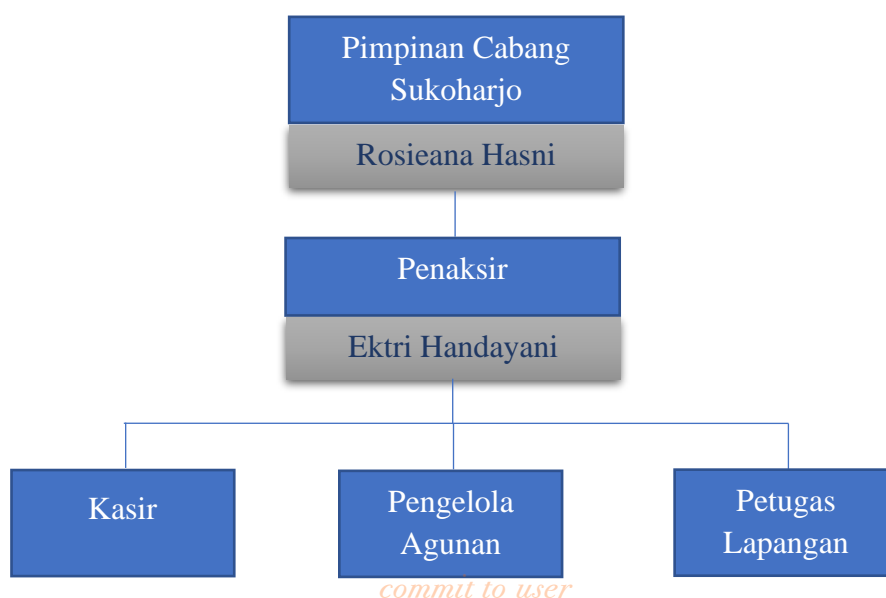 Pimpinan Cabang
Sukoharjo
Rosieana Hasni
Penaksir
Ektri Handayani
Kasir
Pengelola
Agunan
Petugas
Lapangan
commit to user